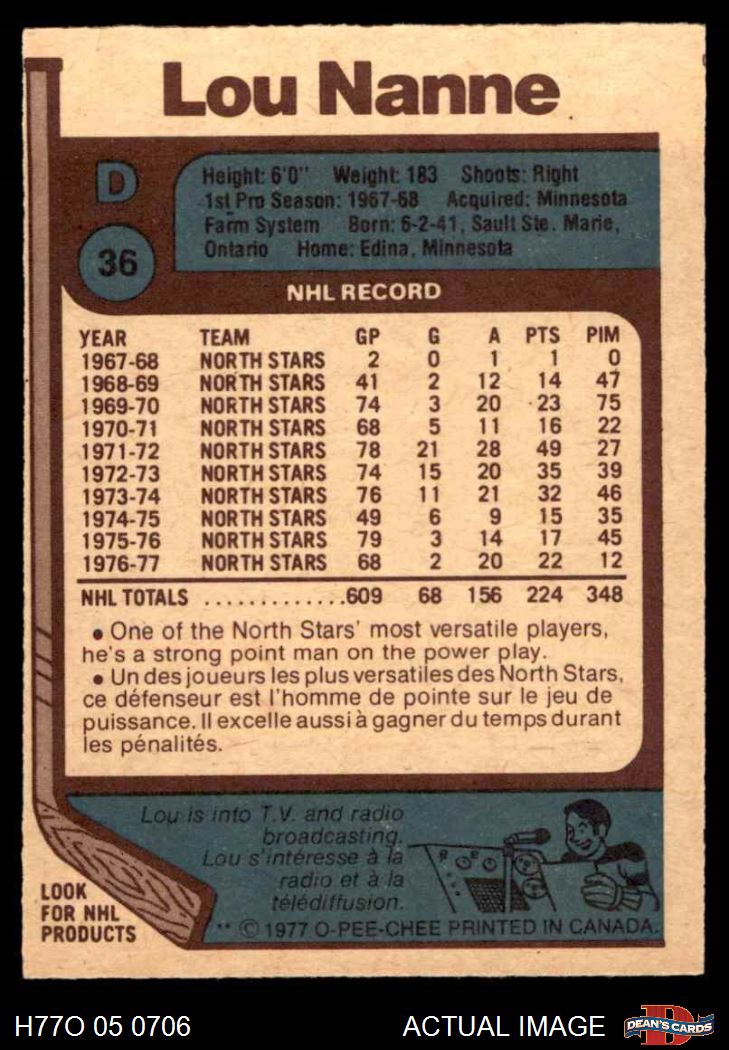 Lou Nanne
D
36
Height: 6'0" Weight: 183 Shoots: Right
1st Pro Season: 1967-68 Acquired: Minnesota
Farm System Born: 6-2-41, Sault Ste. Marie,
Ontario Home: Edina, Minnesota
NHL RECORD
YEAR TEAM GP G A PTS PIM
1967-68 NORTH STARS 2 0 1 1 0
1968-69 NORTH STARS 41 2 12 14 47
1969-70 NORTH STARS 74 3 20 23 75
1970-71 NORTH STARS 68 5 11 16 22
1971-72 NORTH STARS 78 21 28 49 27
1972-73 NORTH STARS 74 15 20 35 39
1973-74 NORTH STARS 76 11 21 32 46
1974-75 NORTH STARS 49 6 9 15 35
1975-76 NORTH STARS 79 3 14 17 45
1976-77 NORTH STARS 68 2 20 22 12
NHL TOTALS .............609 68 156 224 348
• One of the North Stars' most versatile players,
he's a strong point man on the power play.
• Un des joueurs les plus versatiles des North Stars,
ce défenseur est l'homme de pointe sur le jeu de
puissance. Il excelle aussi à gagner du temps durant
les pénalités.
Lou is into T.V. and radio
broadcasting.
Lou s'intéresse à la
radio et à la
télédiffusion.
LOOK
FOR NHL
PRODUCTS
** © 1977 O-PEE-CHEE PRINTED IN CANADA.
H77O 05 0706 ACTUAL IMAGE
D
DEAN'S CARDS